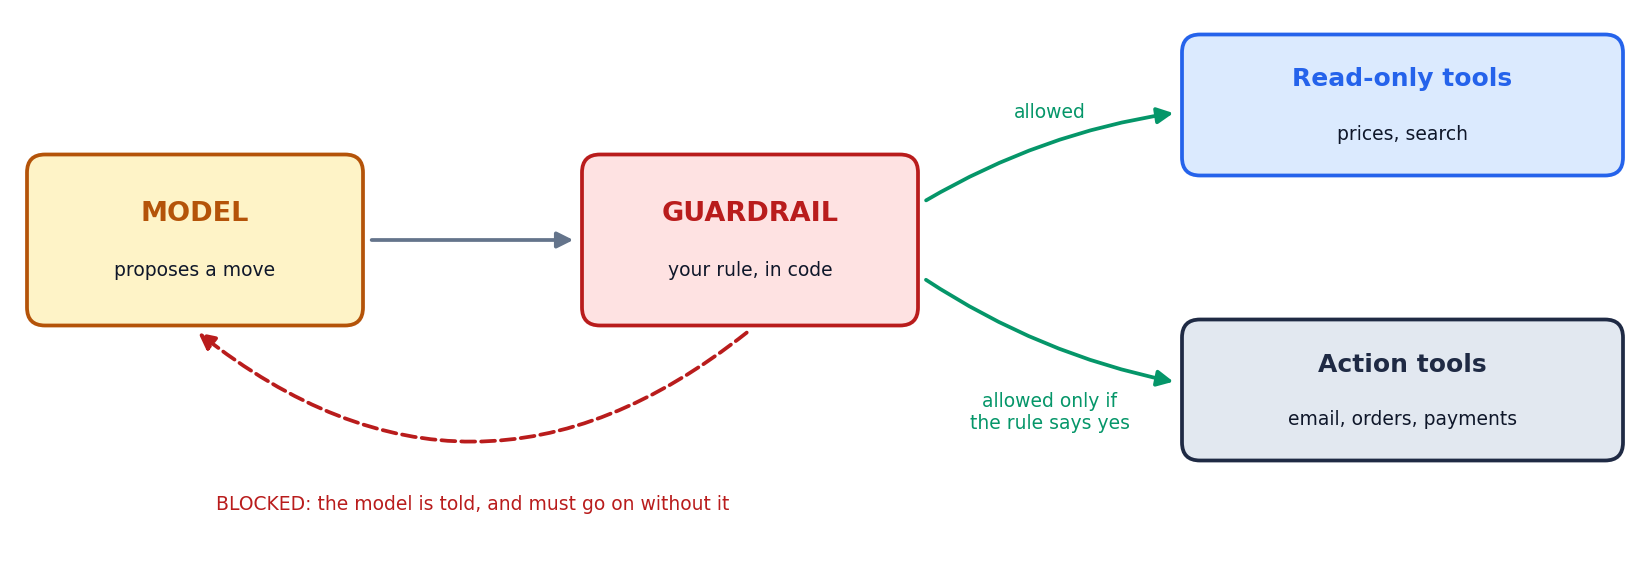 MODEL
proposes a move
GUARDRAIL
your rule, in code
allowed
Read-only tools
prices, search
allowed only if
the rule says yes
Action tools
email, orders, payments
BLOCKED: the model is told, and must go on without it